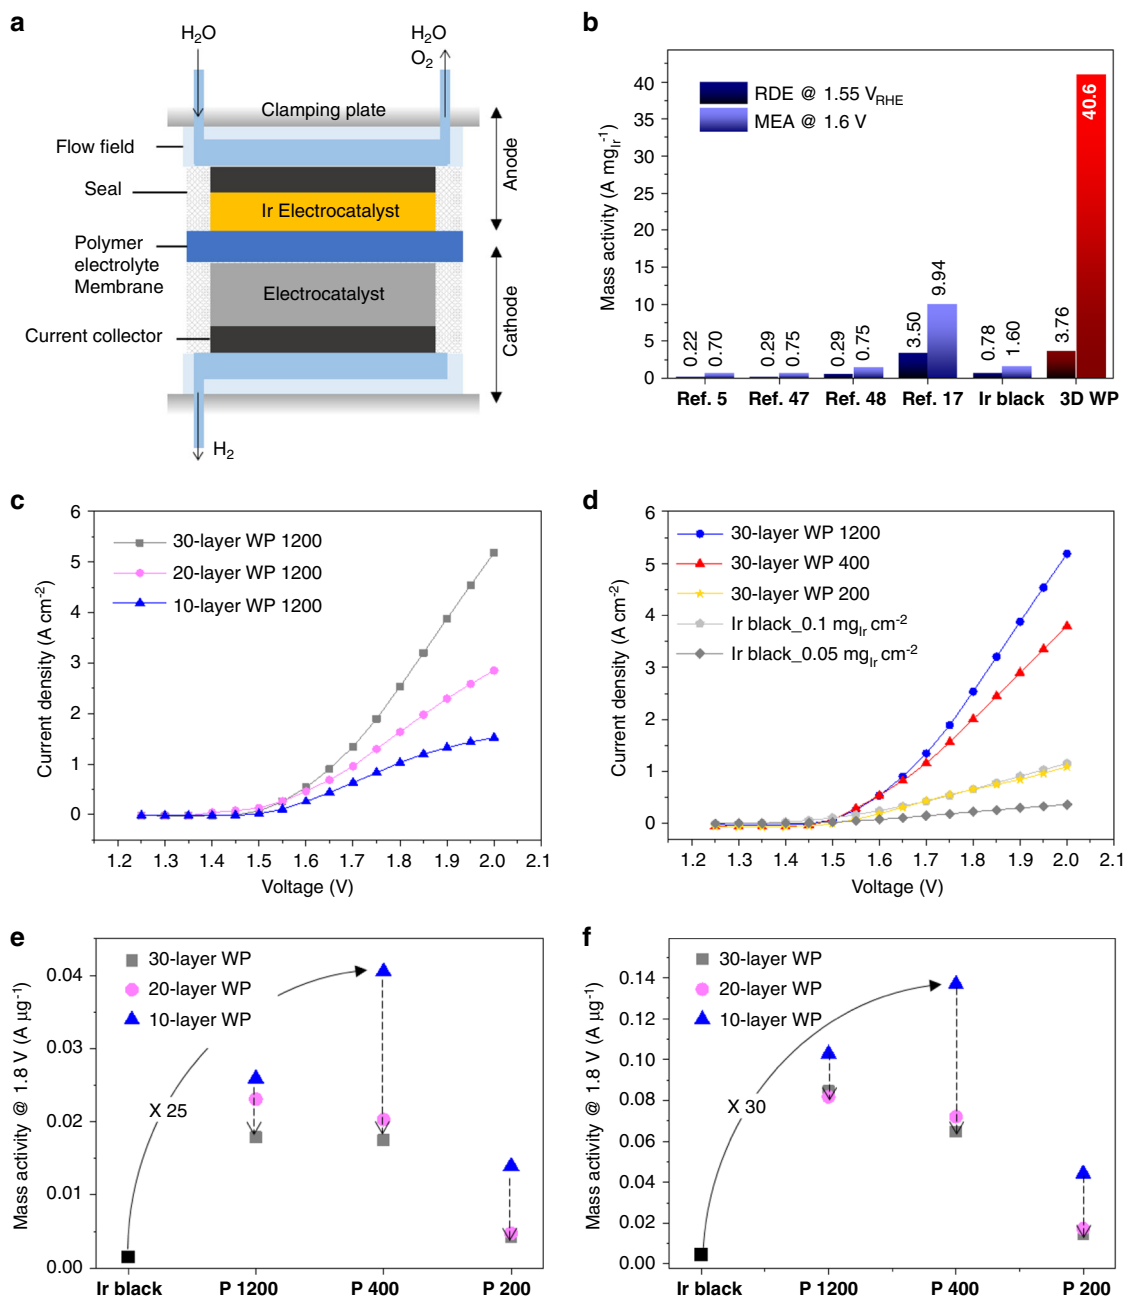 a
H₂O
H₂O
O₂
Clamping plate
Flow field
Seal
Ir Electrocatalyst
Anode
Polymer
electrolyte
Membrane
Electrocatalyst
Cathode
Current collector
H₂
b
Mass activity (A mg_Ir⁻¹)
40
35
30
25
20
15
10
5
0
RDE @ 1.55 V_RHE
MEA @ 1.6 V
0.22
0.70
0.29
0.75
0.29
0.75
3.50
9.94
0.78
1.60
3.76
40.6
Ref. 5
Ref. 47
Ref. 48
Ref. 17
Ir black
3D WP
c
Current density (A cm⁻²)
6
5
4
3
2
1
0
30-layer WP 1200
20-layer WP 1200
10-layer WP 1200
1.2 1.3 1.4 1.5 1.6 1.7 1.8 1.9 2.0 2.1
Voltage (V)
d
Current density (A cm⁻²)
6
5
4
3
2
1
0
30-layer WP 1200
30-layer WP 400
30-layer WP 200
Ir black_0.1 mg_Ir cm⁻²
Ir black_0.05 mg_Ir cm⁻²
1.2 1.3 1.4 1.5 1.6 1.7 1.8 1.9 2.0 2.1
Voltage (V)
e
Mass activity @ 1.8 V (A μg⁻¹)
0.04
0.03
0.02
0.01
0.00
30-layer WP
20-layer WP
10-layer WP
X 25
Ir black
P 1200
P 400
P 200
f
Mass activity @ 1.8 V (A μg⁻¹)
0.14
0.12
0.10
0.08
0.06
0.04
0.02
0.00
30-layer WP
20-layer WP
10-layer WP
X 30
Ir black
P 1200
P 400
P 200